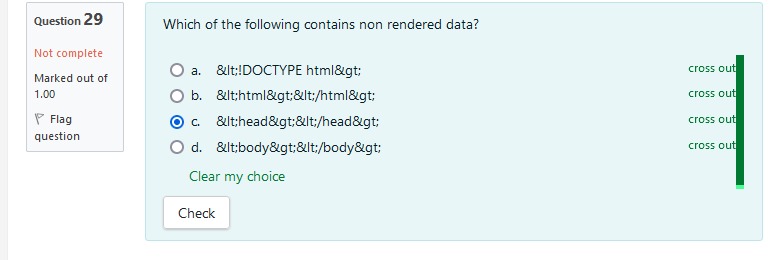 Question 29
Not complete
Marked out of
1.00
Flag
question
Which of the following contains non rendered data?
a. &lt;!DOCTYPE html&gt;
cross out
b. &lt;html&gt;&lt;/html&gt;
cross out
c. &lt;head&gt;&lt;/head&gt;
cross out
d. &lt;body&gt;&lt;/body&gt;
cross out
Clear my choice
Check